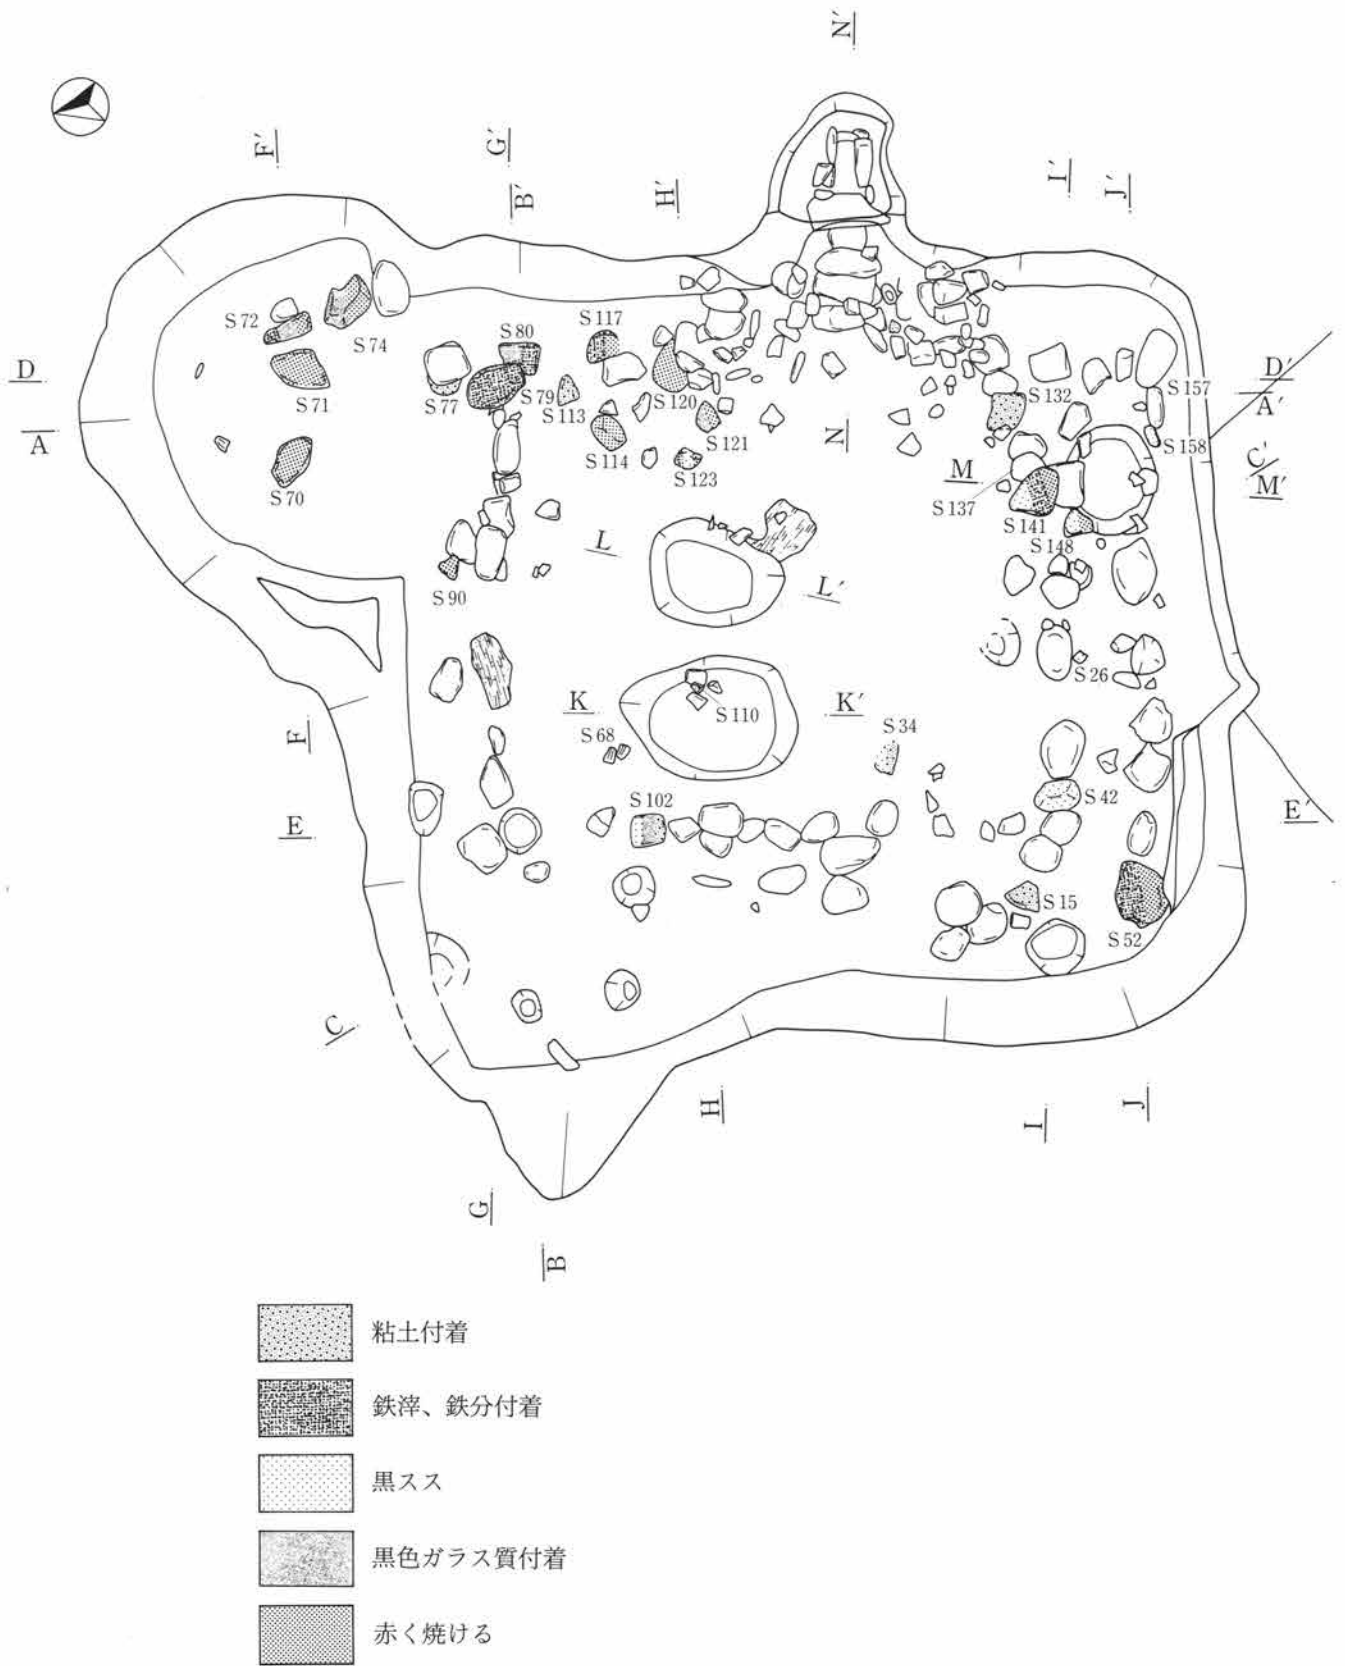 N′
F′
G′
B′
H′
I′
J′
S72
S74
S117
S80
D
S71
S77
S79
S113
S120
S132
S157
D′
A
A′
S114
S121
N
S158
S70
S123
M
C′
M′
S137
S141
S148
L
L′
S90
S26
K
S110
K′
F
S68
S34
S102
S42
E
E′
S15
S52
C
H
I
J
G
B
粘土付着
鉄滓、鉄分付着
黒スス
黒色ガラス質付着
赤く焼ける